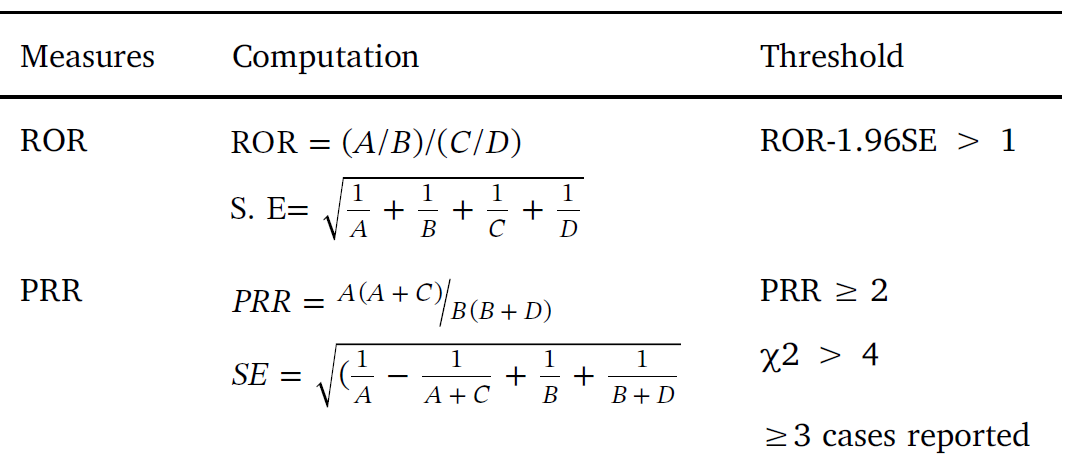 Measures Computation Threshold
ROR ROR = (A/B)/(C/D) ROR-1.96SE > 1
S. E= √(1/A + 1/B + 1/C + 1/D)
PRR PRR = A(A + C)/B(B + D) PRR ≥ 2
SE = √((1/A − 1/A + C + 1/B + 1/B + D χ2 > 4
≥3 cases reported